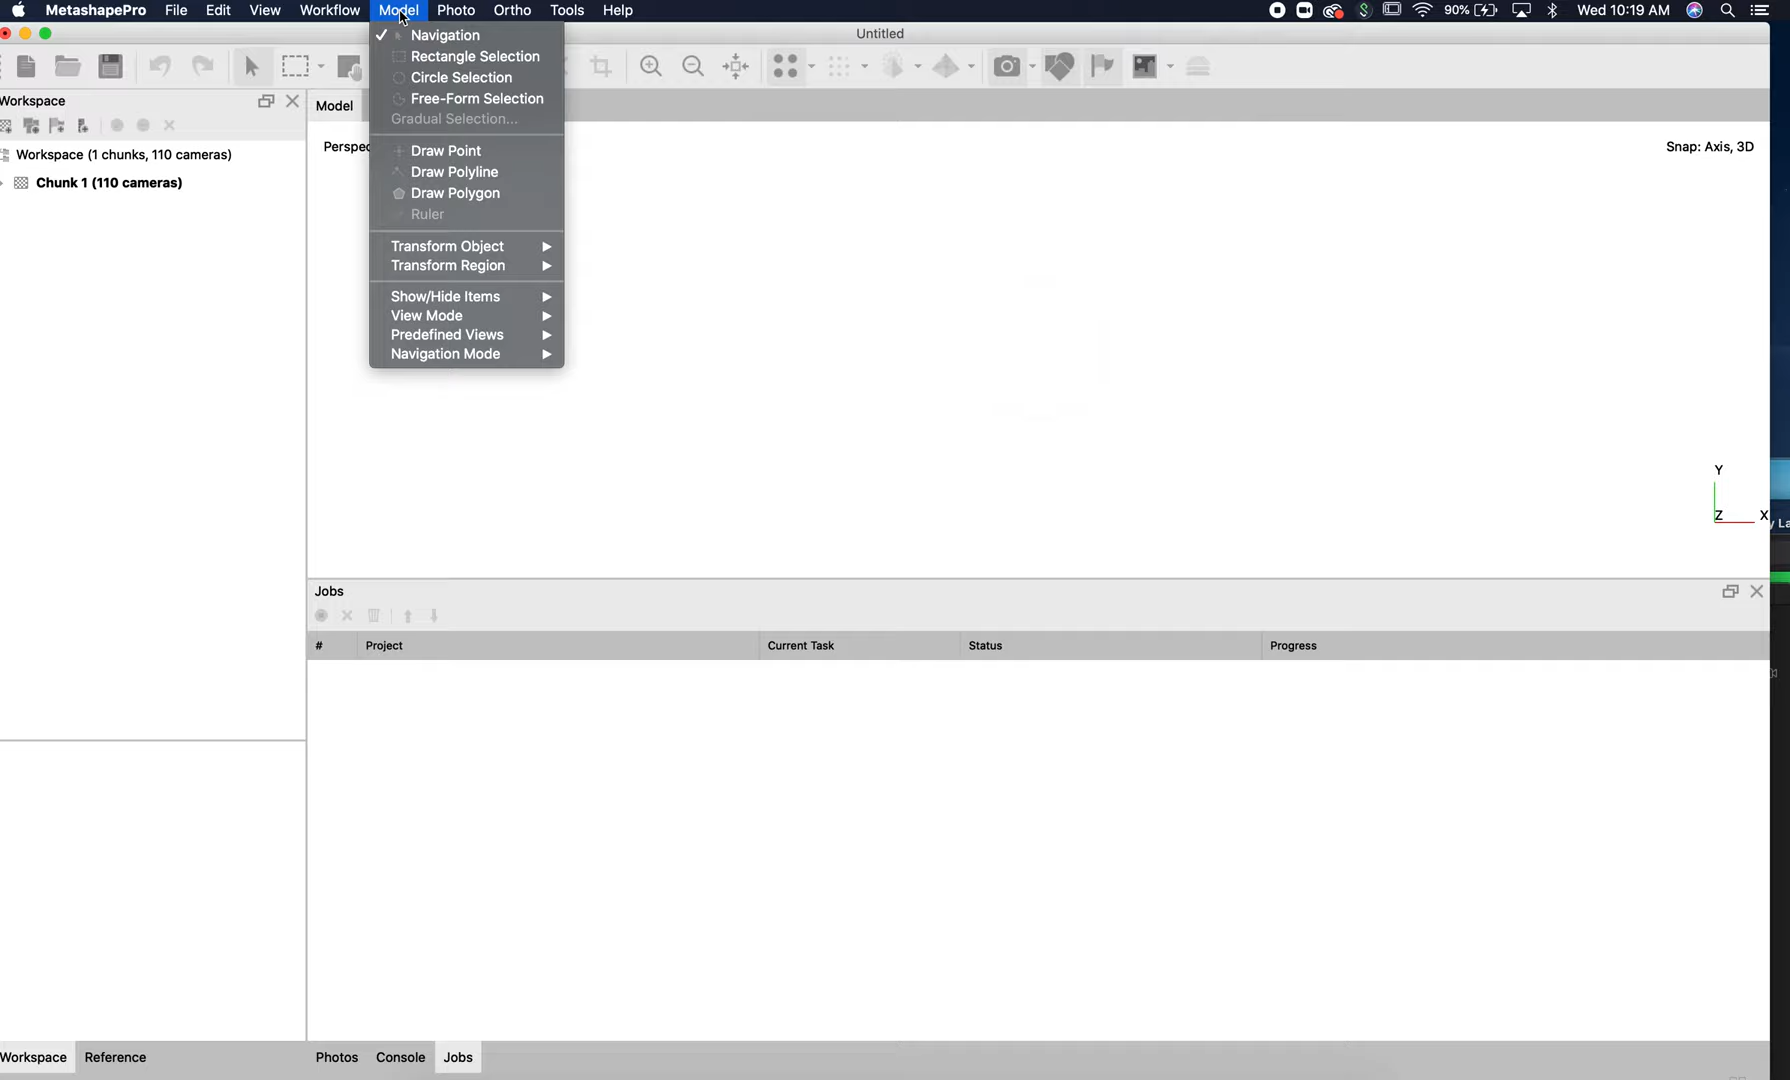 MetashapePro File Edit View Workflow Model Photo Ortho Tools Help 90% Wed 10:19 AM
Untitled
Navigation
Rectangle Selection
Circle Selection
Free-Form Selection
Gradual Selection...
Draw Point
Draw Polyline
Draw Polygon
Ruler
Transform Object
Transform Region
Show/Hide Items
View Mode
Predefined Views
Navigation Mode
Workspace
Workspace (1 chunks, 110 cameras)
Chunk 1 (110 cameras)
Model
Perspec
Snap: Axis, 3D
Y
Z X
y La
Jobs
# Project Current Task Status Progress
Workspace Reference
Photos Console Jobs